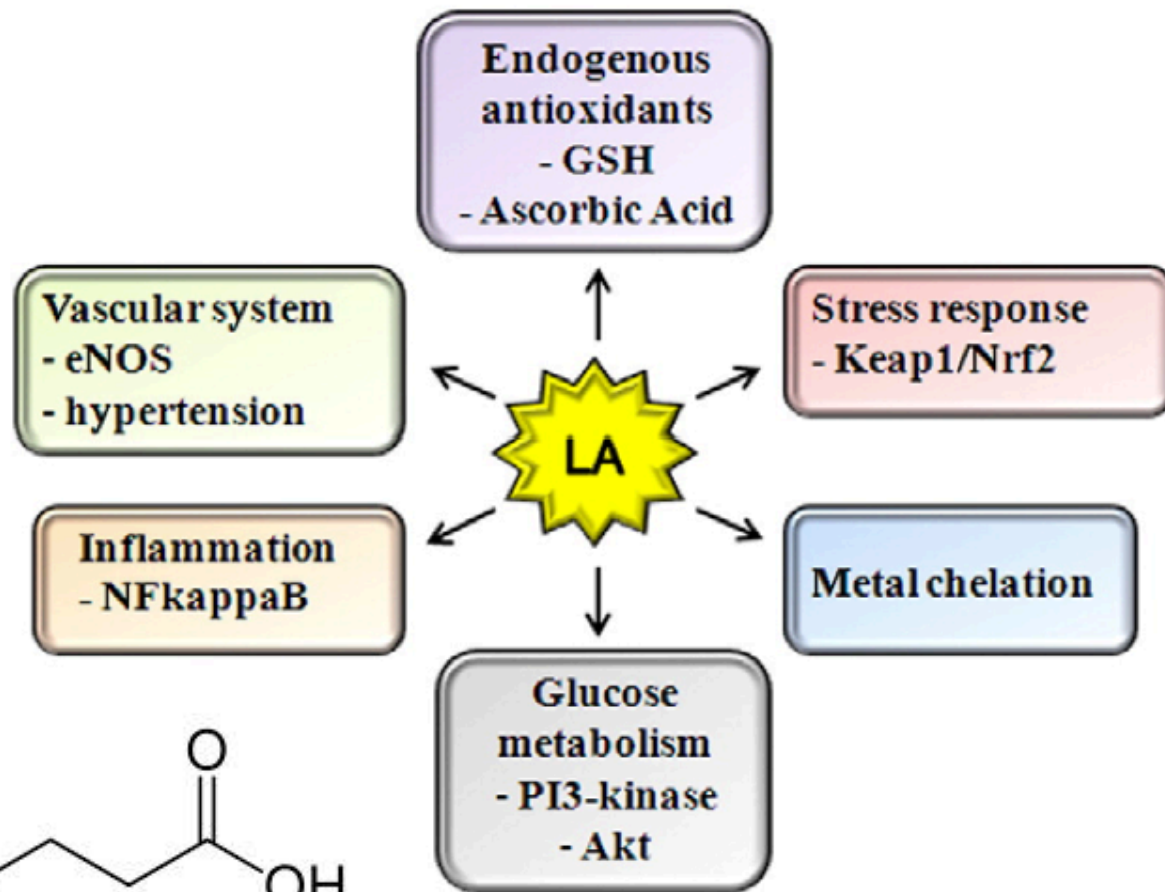 Endogenous
antioxidants
- GSH
- Ascorbic Acid
Vascular system
- eNOS
- hypertension
Stress response
- Keap1/Nrf2
LA
Inflammation
- NFkappaB
Metal chelation
Glucose
metabolism
- PI3-kinase
- Akt
O
OH